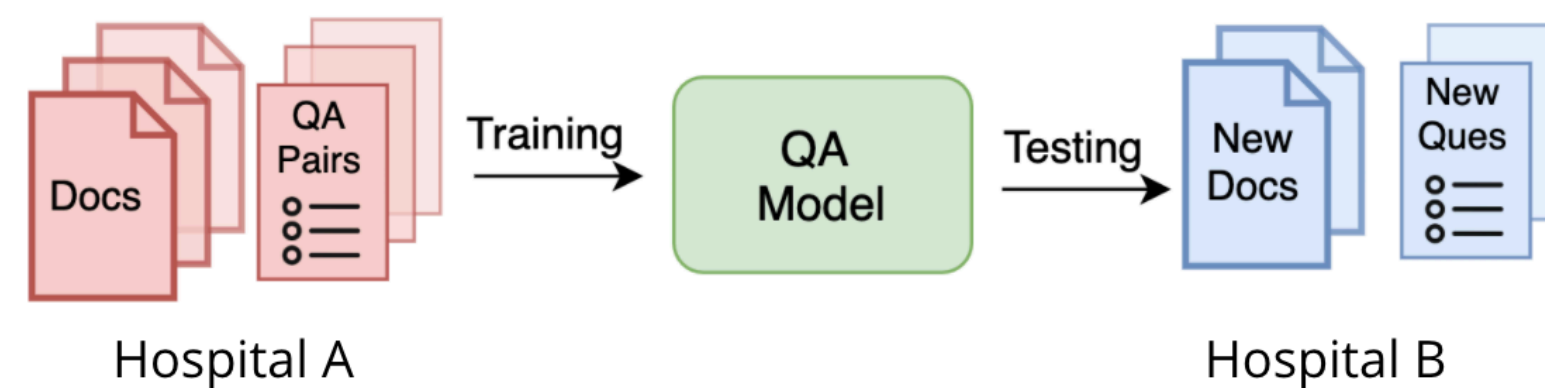 Docs
QA
Pairs
Training
QA
Model
Testing
New
Docs
New
Ques
Hospital A
Hospital B